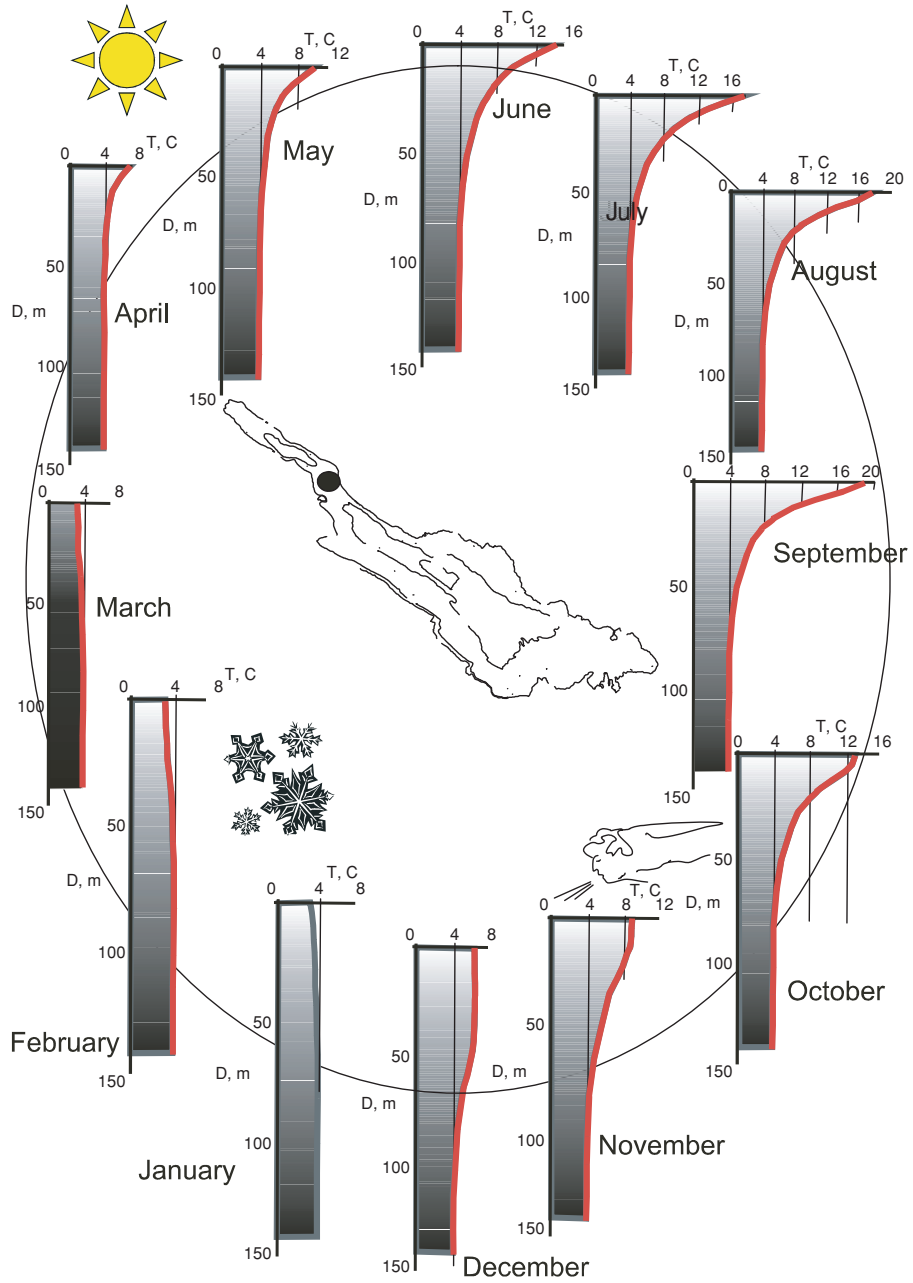 T, C
0 4 8 12
May
50
D, m
100
150
T, C
0 4 8 16
June
50
100
150
T, C
0 4 8 12 16
50
July
D, m
100
150
T, C
0 4 8 12 16 20
August
50
D, m
100
150
T, C
0 4 8
50
D, m
April
100
150
0 4 8
50
March
100
150
0 4 8 12 16 20
September
50
100
150
T, C
0 4 8
50
D, m
100
February
150
T, C
0 4 8 12 16
50
D, m
100
October
150
T, C
0 4 8
50
D, m
100
January
150
0 4 8
50
D, m
100
150
December
T, C
0 4 8 12
50
D, m
100
November
150